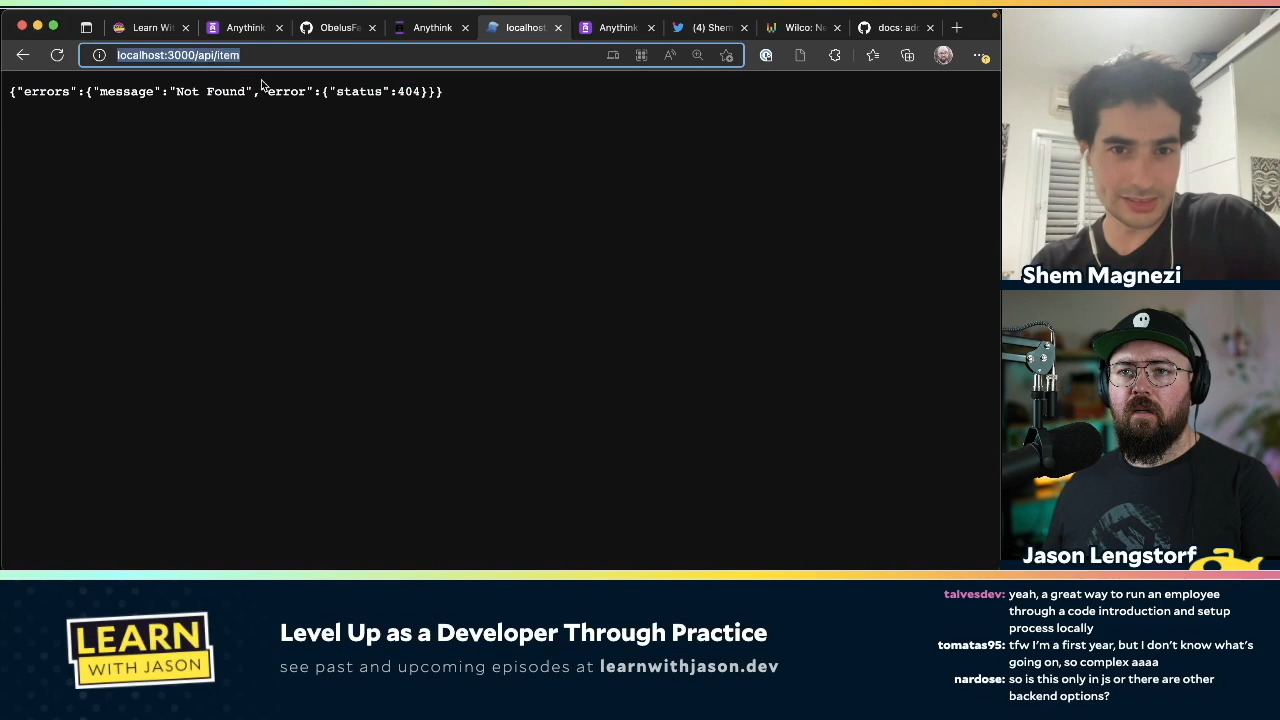 Learn Wit
Anythink
ObelusFa
Anythink
localhost
Anythink
(4) Shem
Wilco: Ne
docs: adc
localhost:3000/api/item
{"errors":{"message":"Not Found","error":{"status":404}}}
Shem Magnezi
Jason Lengstorf
LEARN
WITH JASON
Level Up as a Developer Through Practice
see past and upcoming episodes at learnwithjason.dev
talvesdev: yeah, a great way to run an employee
through a code introduction and setup
process locally
tomatas95: tfw I'm a first year, but I don't know what's
going on, so complex aaaa
nardose: so is this only in js or there are other
backend options?